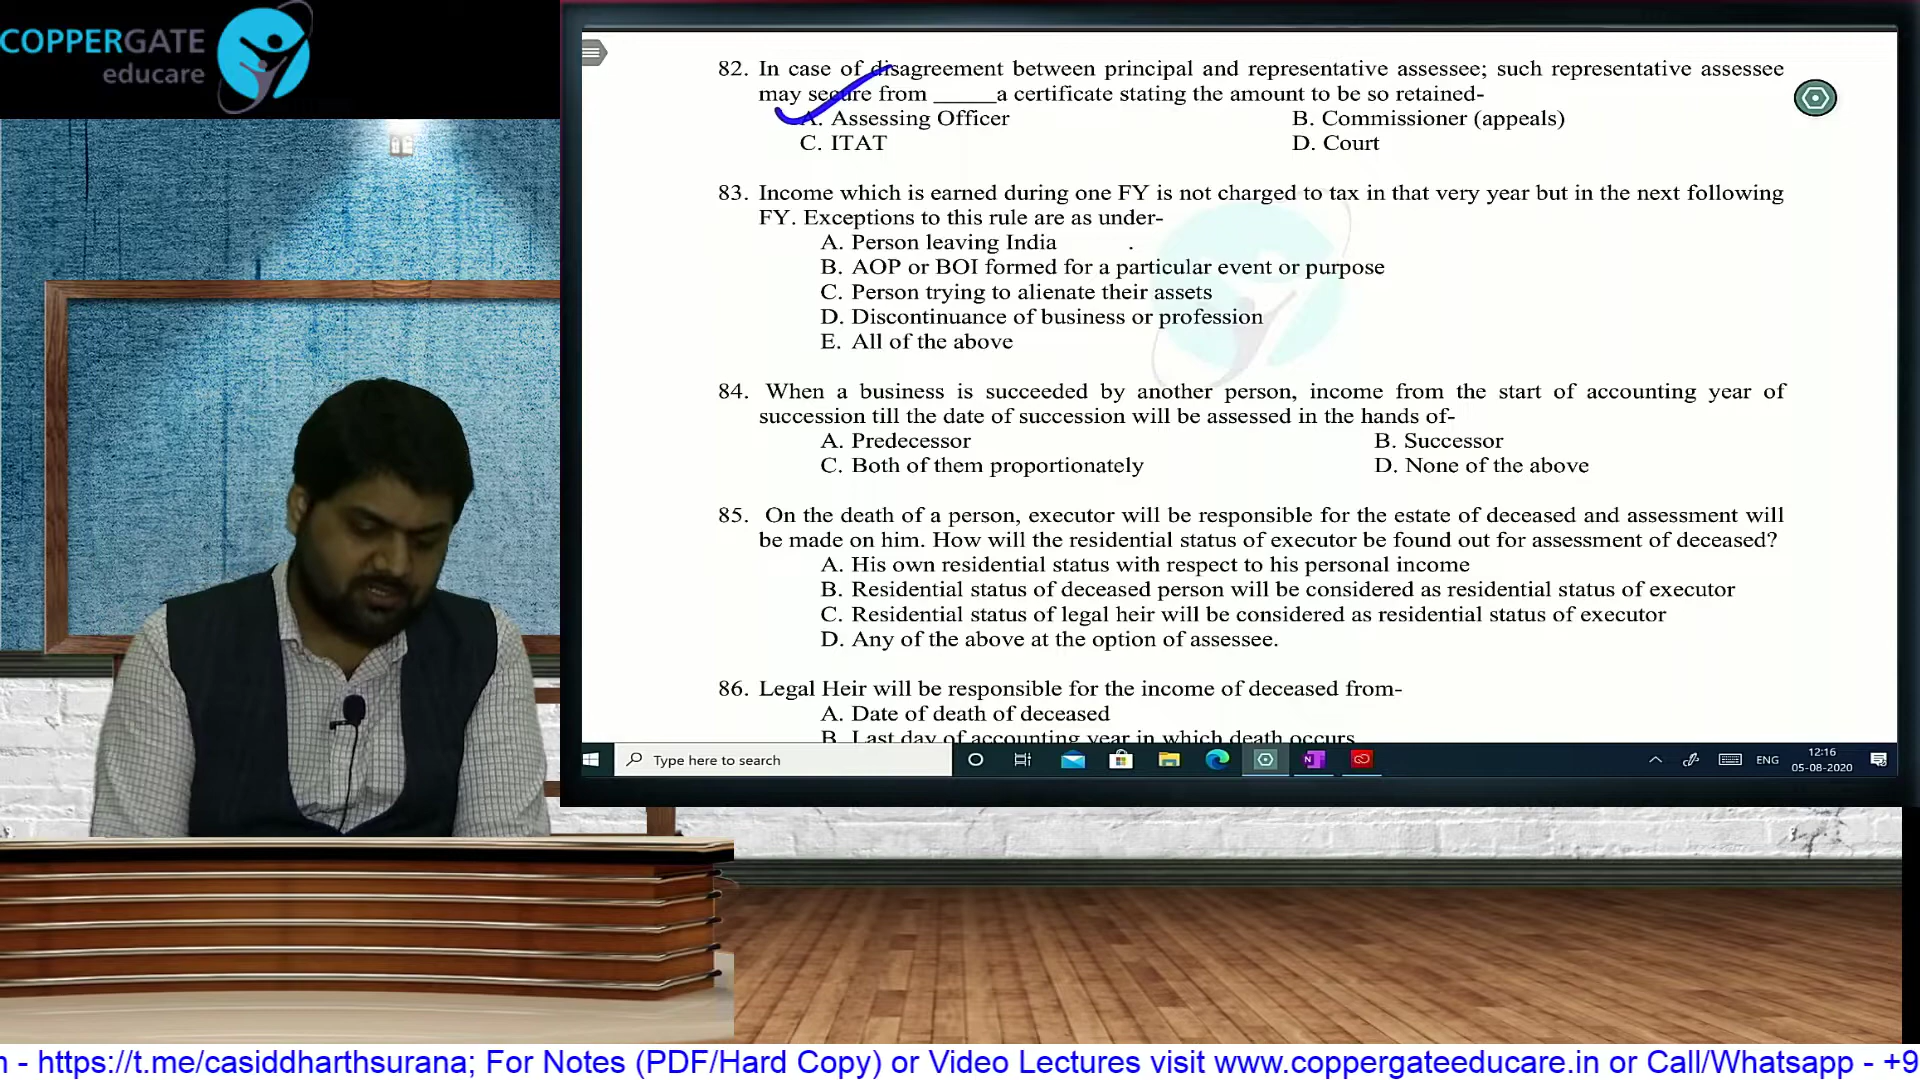 COPPERGATE
educare
82. In case of disagreement between principal and representative assessee; such representative assessee
may secure from _____a certificate stating the amount to be so retained-
A. Assessing Officer
B. Commissioner (appeals)
C. ITAT
D. Court
83. Income which is earned during one FY is not charged to tax in that very year but in the next following
FY. Exceptions to this rule are as under-
A. Person leaving India
B. AOP or BOI formed for a particular event or purpose
C. Person trying to alienate their assets
D. Discontinuance of business or profession
E. All of the above
84. When a business is succeeded by another person, income from the start of accounting year of
succession till the date of succession will be assessed in the hands of-
A. Predecessor
B. Successor
C. Both of them proportionately
D. None of the above
85. On the death of a person, executor will be responsible for the estate of deceased and assessment will
be made on him. How will the residential status of executor be found out for assessment of deceased?
A. His own residential status with respect to his personal income
B. Residential status of deceased person will be considered as residential status of executor
C. Residential status of legal heir will be considered as residential status of executor
D. Any of the above at the option of assessee.
86. Legal Heir will be responsible for the income of deceased from-
A. Date of death of deceased
B. Last day of accounting year in which death occurs
Type here to search
ENG
12:16
05-08-2020
- https://t.me/casiddharthsurana; For Notes (PDF/Hard Copy) or Video Lectures visit www.coppergateeducare.in or Call/Whatsapp - +9